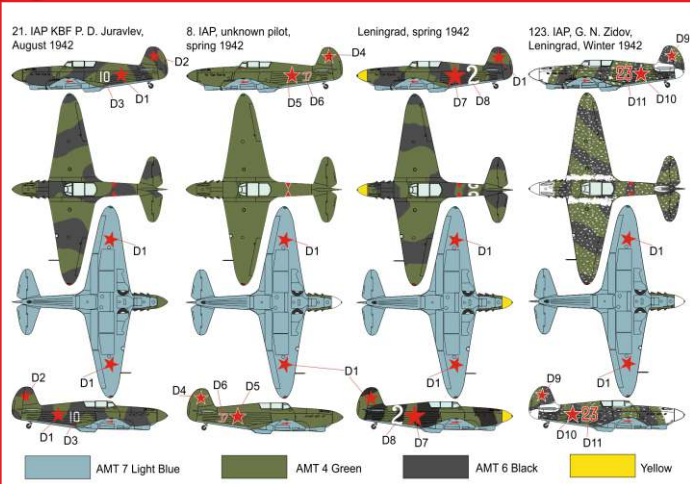 21. IAP KBF P. D. Juravlev,
August 1942
8. IAP, unknown pilot,
spring 1942
Leningrad, spring 1942
123. IAP, G. N. Zidov,
Leningrad, Winter 1942
D2
10
D3
D1
D4
17
D5
D6
2
D1
D7
D8
D9
23
D11
D10
D1
D1
D1
D1
D1
D1
D1
D2
10
D1
D3
D4
D6
D5
17
2
D8
D7
D9
23
D10
D11
AMT 7 Light Blue
AMT 4 Green
AMT 6 Black
Yellow